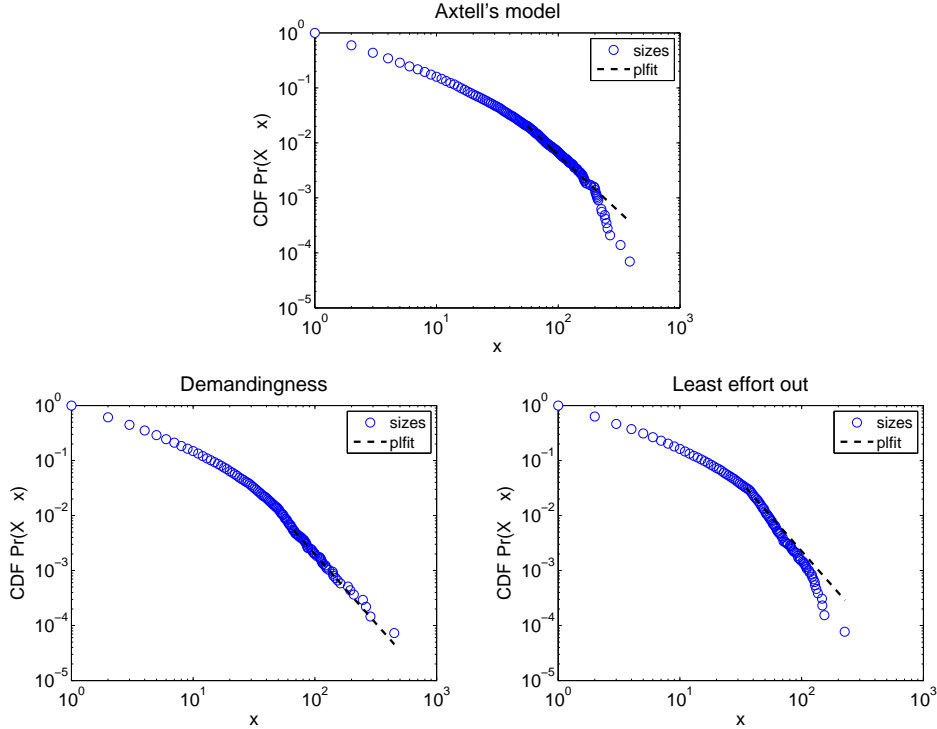 Axtell's model
10^0
10^-1
10^-2
10^-3
10^-4
10^-5
CDF Pr(X x)
sizes
plfit
10^0 10^1 10^2 10^3
x
Demandingness
10^0
10^-1
10^-2
10^-3
10^-4
10^-5
CDF Pr(X x)
sizes
plfit
10^0 10^1 10^2 10^3
x
Least effort out
10^0
10^-1
10^-2
10^-3
10^-4
10^-5
CDF Pr(X x)
sizes
plfit
10^0 10^1 10^2 10^3
x